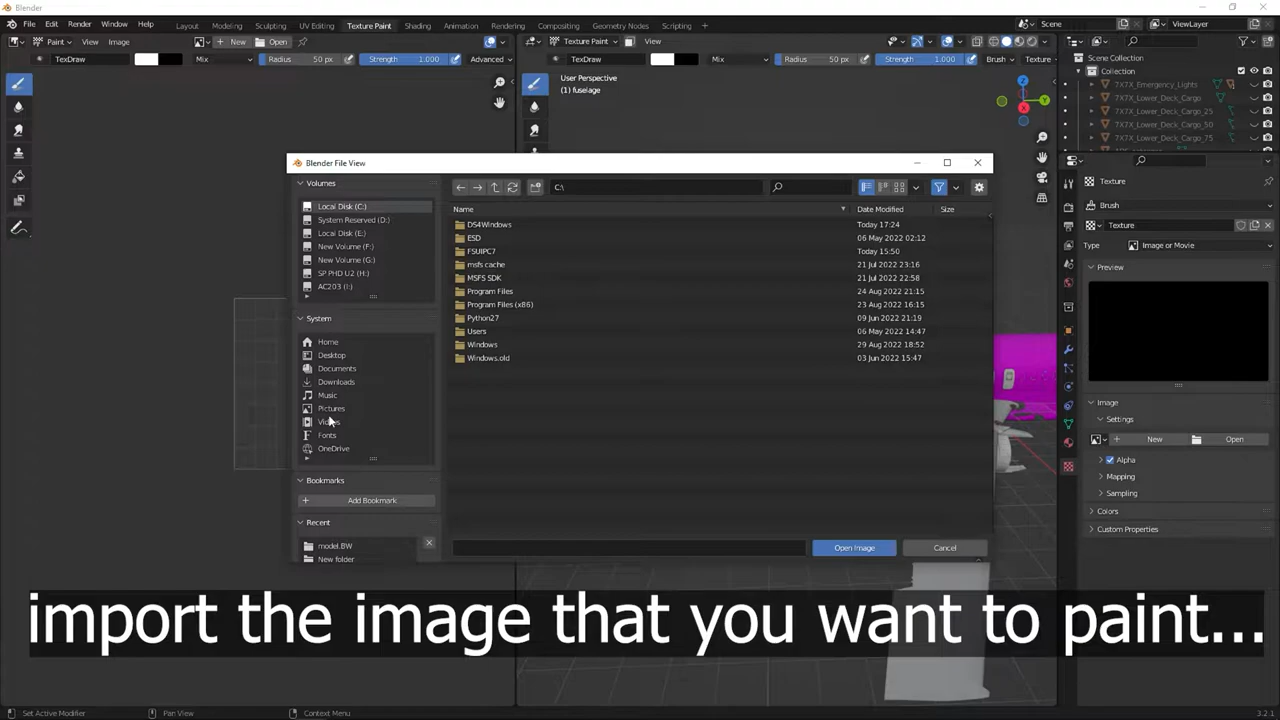 Blender
File Edit Render Window Help Layout Modeling Sculpting UV Editing Texture Paint Shading Animation Rendering Compositing Geometry Nodes Scripting + Scene ViewLayer
Paint View Image + New Open Texture Paint View
TexDraw Mix Radius 50 px Strength 1.000 Advanced TexDraw Mix Radius 50 px Strength 1.000 Brush Texture
User Perspective
(1) fuselage
Scene Collection
Collection
7X7X_Emergency_Lights
7X7X_Lower_Deck_Cargo
7X7X_Lower_Deck_Cargo_25
7X7X_Lower_Deck_Cargo_50
7X7X_Lower_Deck_Cargo_75
Blender File View
Volumes
Local Disk (C:)
System Reserved (D:)
Local Disk (E:)
New Volume (F:)
New Volume (G:)
SP PHD U2 (H:)
AC203 (I:)
System
Home
Desktop
Documents
Downloads
Music
Pictures
Videos
Fonts
OneDrive
Bookmarks
Add Bookmark
Recent
model.BW
New folder
C:\
Name Date Modified Size
DS4Windows Today 17:24
ESD 06 May 2022 02:12
FSUIPC7 Today 15:50
msfs cache 21 Jul 2022 23:16
MSFS SDK 21 Jul 2022 22:58
Program Files 24 Aug 2022 21:15
Program Files (x86) 23 Aug 2022 16:15
Python27 09 Jun 2022 21:19
Users 06 May 2022 14:47
Windows 29 Aug 2022 18:52
Windows.old 03 Jun 2022 15:47
Open Image Cancel
Texture
Brush
Texture
Type Image or Movie
Preview
Image
Settings
+ New Open
Alpha
Mapping
Sampling
Colors
Custom Properties
import the image that you want to paint...
Set Active Modifier Pan View Context Menu 3.2.1